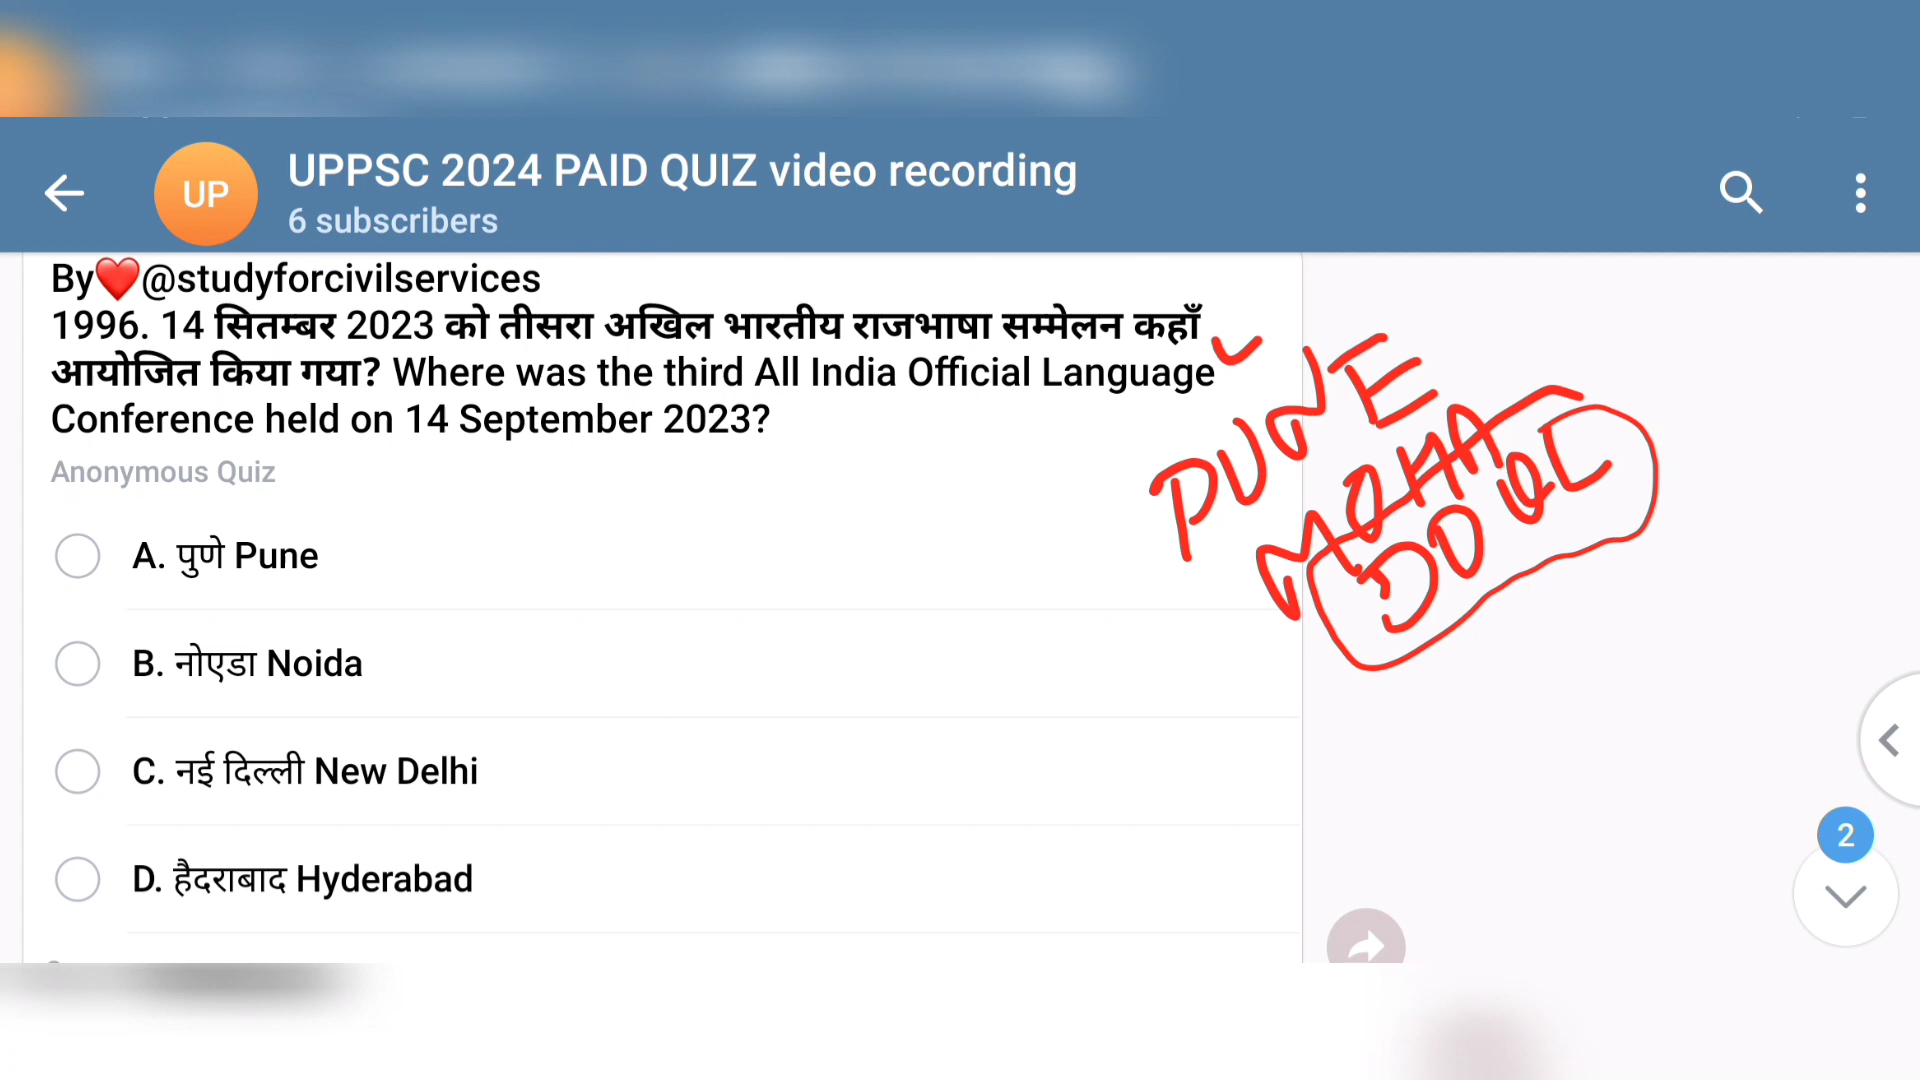 UP
UPPSC 2024 PAID QUIZ video recording
6 subscribers
By❤️@studyforcivilservices
1996. 14 सितम्बर 2023 को तीसरा अखिल भारतीय राजभाषा सम्मेलन कहाँ
आयोजित किया गया? Where was the third All India Official Language
Conference held on 14 September 2023?
Anonymous Quiz
A. पुणे Pune
B. नोएडा Noida
C. नई दिल्ली New Delhi
D. हैदराबाद Hyderabad
PUNE
2